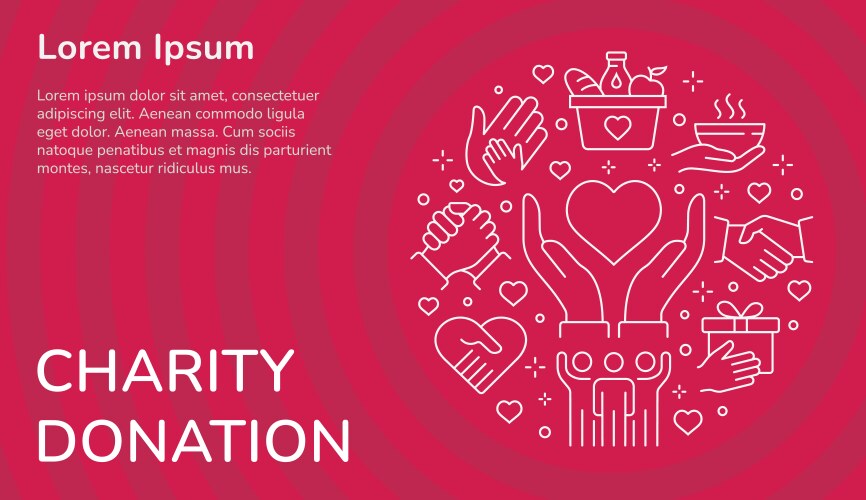 Lorem Ipsum
Lorem ipsum dolor sit amet, consectetuer
adipiscing elit. Aenean commodo ligula
eget dolor. Aenean massa. Cum sociis
natoque penatibus et magnis dis parturient
montes, nascetur ridiculus mus.
CHARITY
DONATION